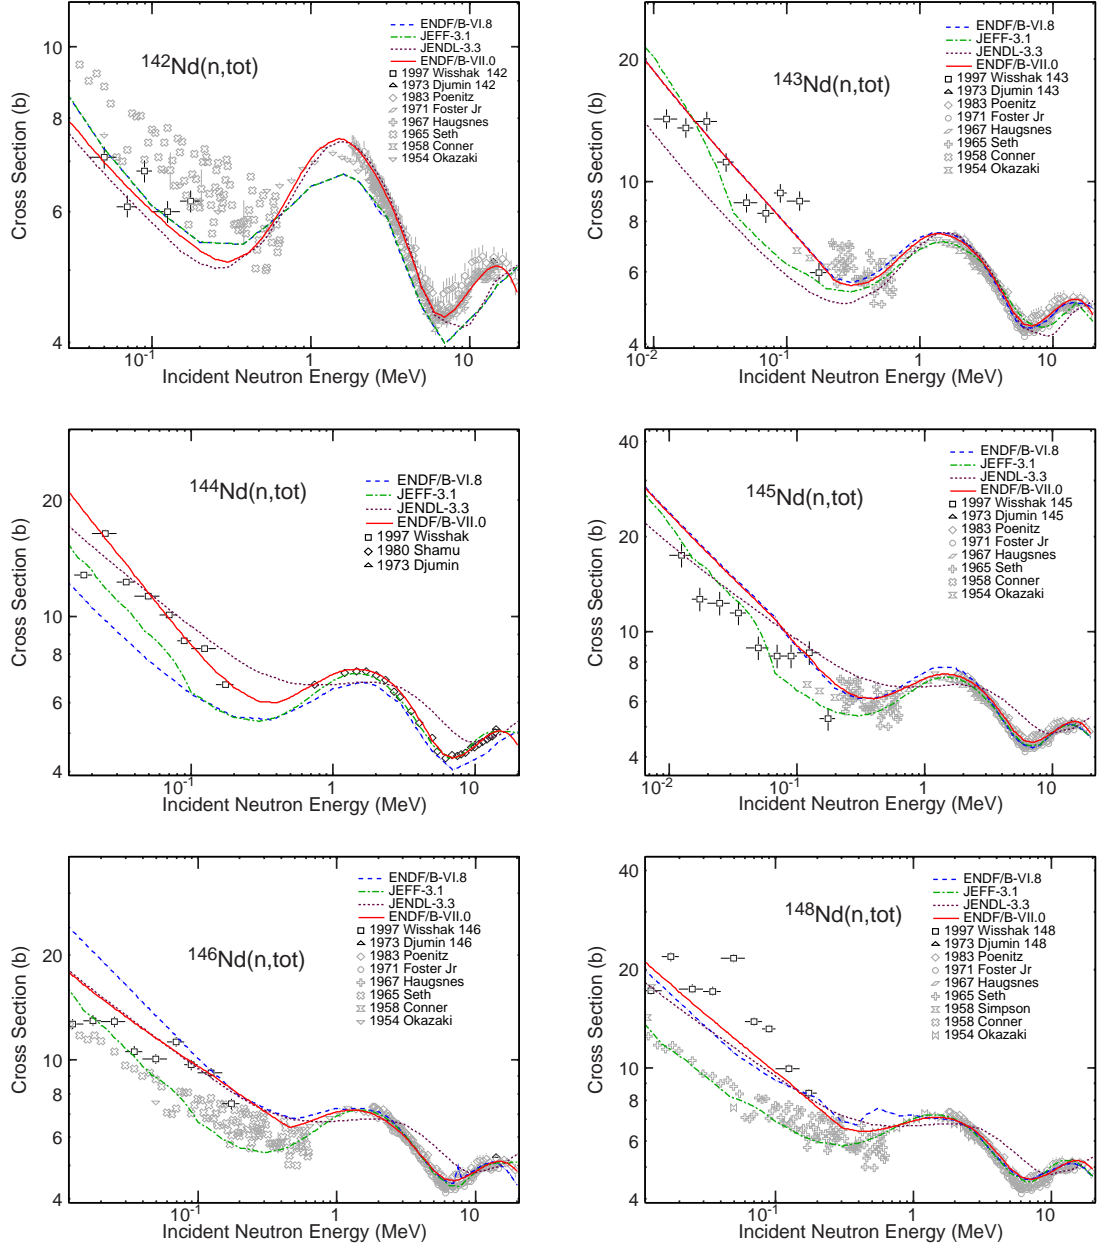 142Nd(n,tot)
ENDF/B-VI.8
JEFF-3.1
JENDL-3.3
ENDF/B-VII.0
1997 Wisshak 142
1973 Djumin 142
1983 Poenitz
1971 Foster Jr
1967 Haugsnes
1965 Seth
1958 Conner
1954 Okazaki
Cross Section (b)
10
8
6
4
10-1
1
10
Incident Neutron Energy (MeV)
143Nd(n,tot)
ENDF/B-VI.8
JEFF-3.1
JENDL-3.3
ENDF/B-VII.0
1997 Wisshak 143
1973 Djumin 143
1983 Poenitz
1971 Foster Jr
1967 Haugsnes
1965 Seth
1958 Conner
1954 Okazaki
Cross Section (b)
20
10
8
6
4
10-2
10-1
1
10
Incident Neutron Energy (MeV)
144Nd(n,tot)
ENDF/B-VI.8
JEFF-3.1
JENDL-3.3
ENDF/B-VII.0
1997 Wisshak
1980 Shamu
1973 Djumin
Cross Section (b)
20
10
8
6
4
10-1
1
10
Incident Neutron Energy (MeV)
145Nd(n,tot)
ENDF/B-VI.8
JEFF-3.1
JENDL-3.3
ENDF/B-VII.0
1997 Wisshak 145
1973 Djumin 145
1983 Poenitz
1971 Foster Jr
1967 Haugsnes
1965 Seth
1958 Conner
1954 Okazaki
Cross Section (b)
40
20
10
8
6
4
10-2
10-1
1
10
Incident Neutron Energy (MeV)
146Nd(n,tot)
ENDF/B-VI.8
JEFF-3.1
JENDL-3.3
ENDF/B-VII.0
1997 Wisshak 146
1973 Djumin 146
1983 Poenitz
1971 Foster Jr
1967 Haugsnes
1965 Seth
1958 Conner
1954 Okazaki
Cross Section (b)
20
10
8
6
4
10-1
1
10
Incident Neutron Energy (MeV)
148Nd(n,tot)
ENDF/B-VI.8
JEFF-3.1
JENDL-3.3
ENDF/B-VII.0
1997 Wisshak 148
1973 Djumin 148
1983 Poenitz
1971 Foster Jr
1967 Haugsnes
1965 Seth
1958 Simpson
1958 Conner
1954 Okazaki
Cross Section (b)
40
20
10
8
6
4
10-1
1
10
Incident Neutron Energy (MeV)